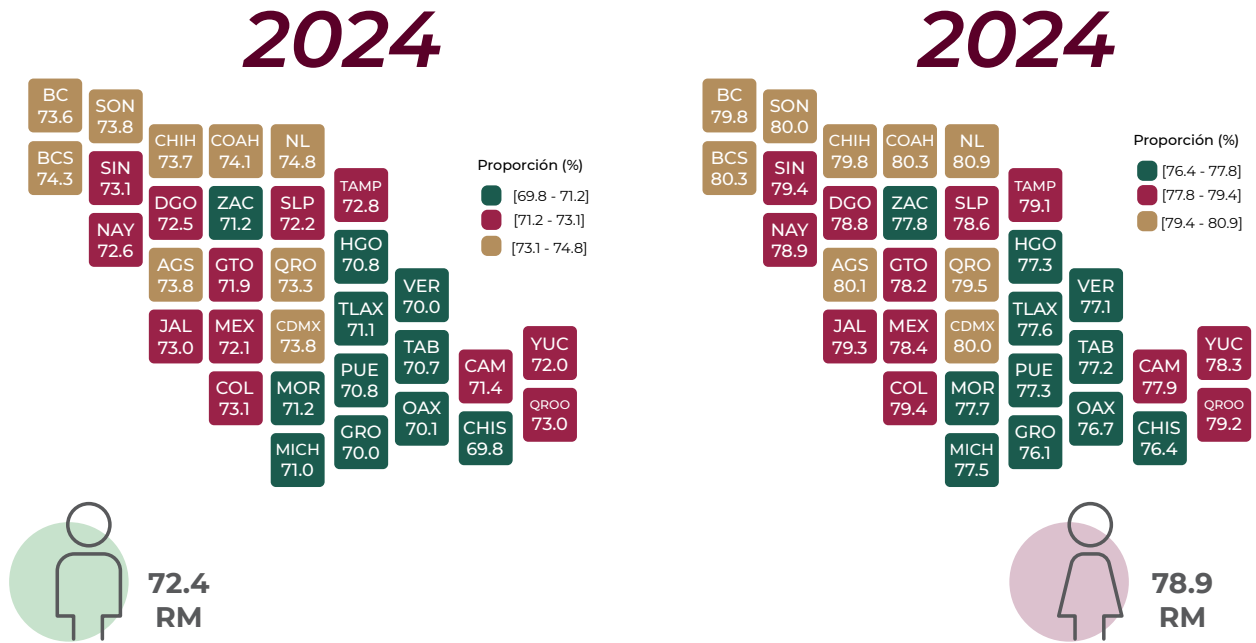 2024
BC
73.6
SON
73.8
BCS
74.3
SIN
73.1
CHIH
73.7
COAH
74.1
NL
74.8
NAY
72.6
DGO
72.5
ZAC
71.2
SLP
72.2
TAMP
72.8
AGS
73.8
GTO
71.9
QRO
73.3
HGO
70.8
VER
70.0
JAL
73.0
MEX
72.1
CDMX
73.8
TLAX
71.1
TAB
70.7
COL
73.1
MOR
71.2
PUE
70.8
OAX
70.1
CAM
71.4
YUC
72.0
MICH
71.0
GRO
70.0
CHIS
69.8
QROO
73.0
Proporción (%)
[69.8 - 71.2]
[71.2 - 73.1]
[73.1 - 74.8]
72.4
RM
2024
BC
79.8
SON
80.0
BCS
80.3
SIN
79.4
CHIH
79.8
COAH
80.3
NL
80.9
NAY
78.9
DGO
78.8
ZAC
77.8
SLP
78.6
TAMP
79.1
AGS
80.1
GTO
78.2
QRO
79.5
HGO
77.3
VER
77.1
JAL
79.3
MEX
78.4
CDMX
80.0
TLAX
77.6
TAB
77.2
COL
79.4
MOR
77.7
PUE
77.3
OAX
76.7
CAM
77.9
YUC
78.3
MICH
77.5
GRO
76.1
CHIS
76.4
QROO
79.2
Proporción (%)
[76.4 - 77.8]
[77.8 - 79.4]
[79.4 - 80.9]
78.9
RM